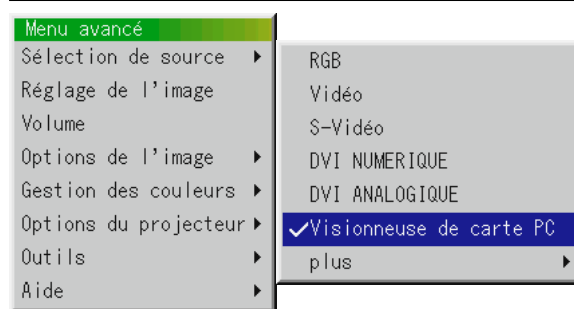 Menu avancé
Sélection de source
Réglage de l'image
Volume
Options de l'image
Gestion des couleurs
Options du projecteur
Outils
Aide
RGB
Vidéo
S-Vidéo
DVI NUMERIQUE
DVI ANALOGIQUE
Visionneuse de carte PC
plus